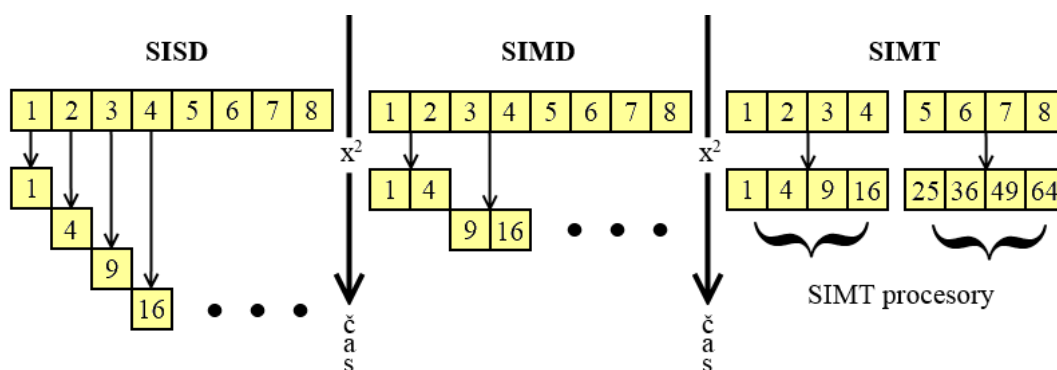 SISD SIMD SIMT
1 2 3 4 5 6 7 8 1 2 3 4 5 6 7 8 1 2 3 4 5 6 7 8
x² x²
1 1 4 1 4 9 16 25 36 49 64
4 9 16
9
16 SIMT procesory
čas čas